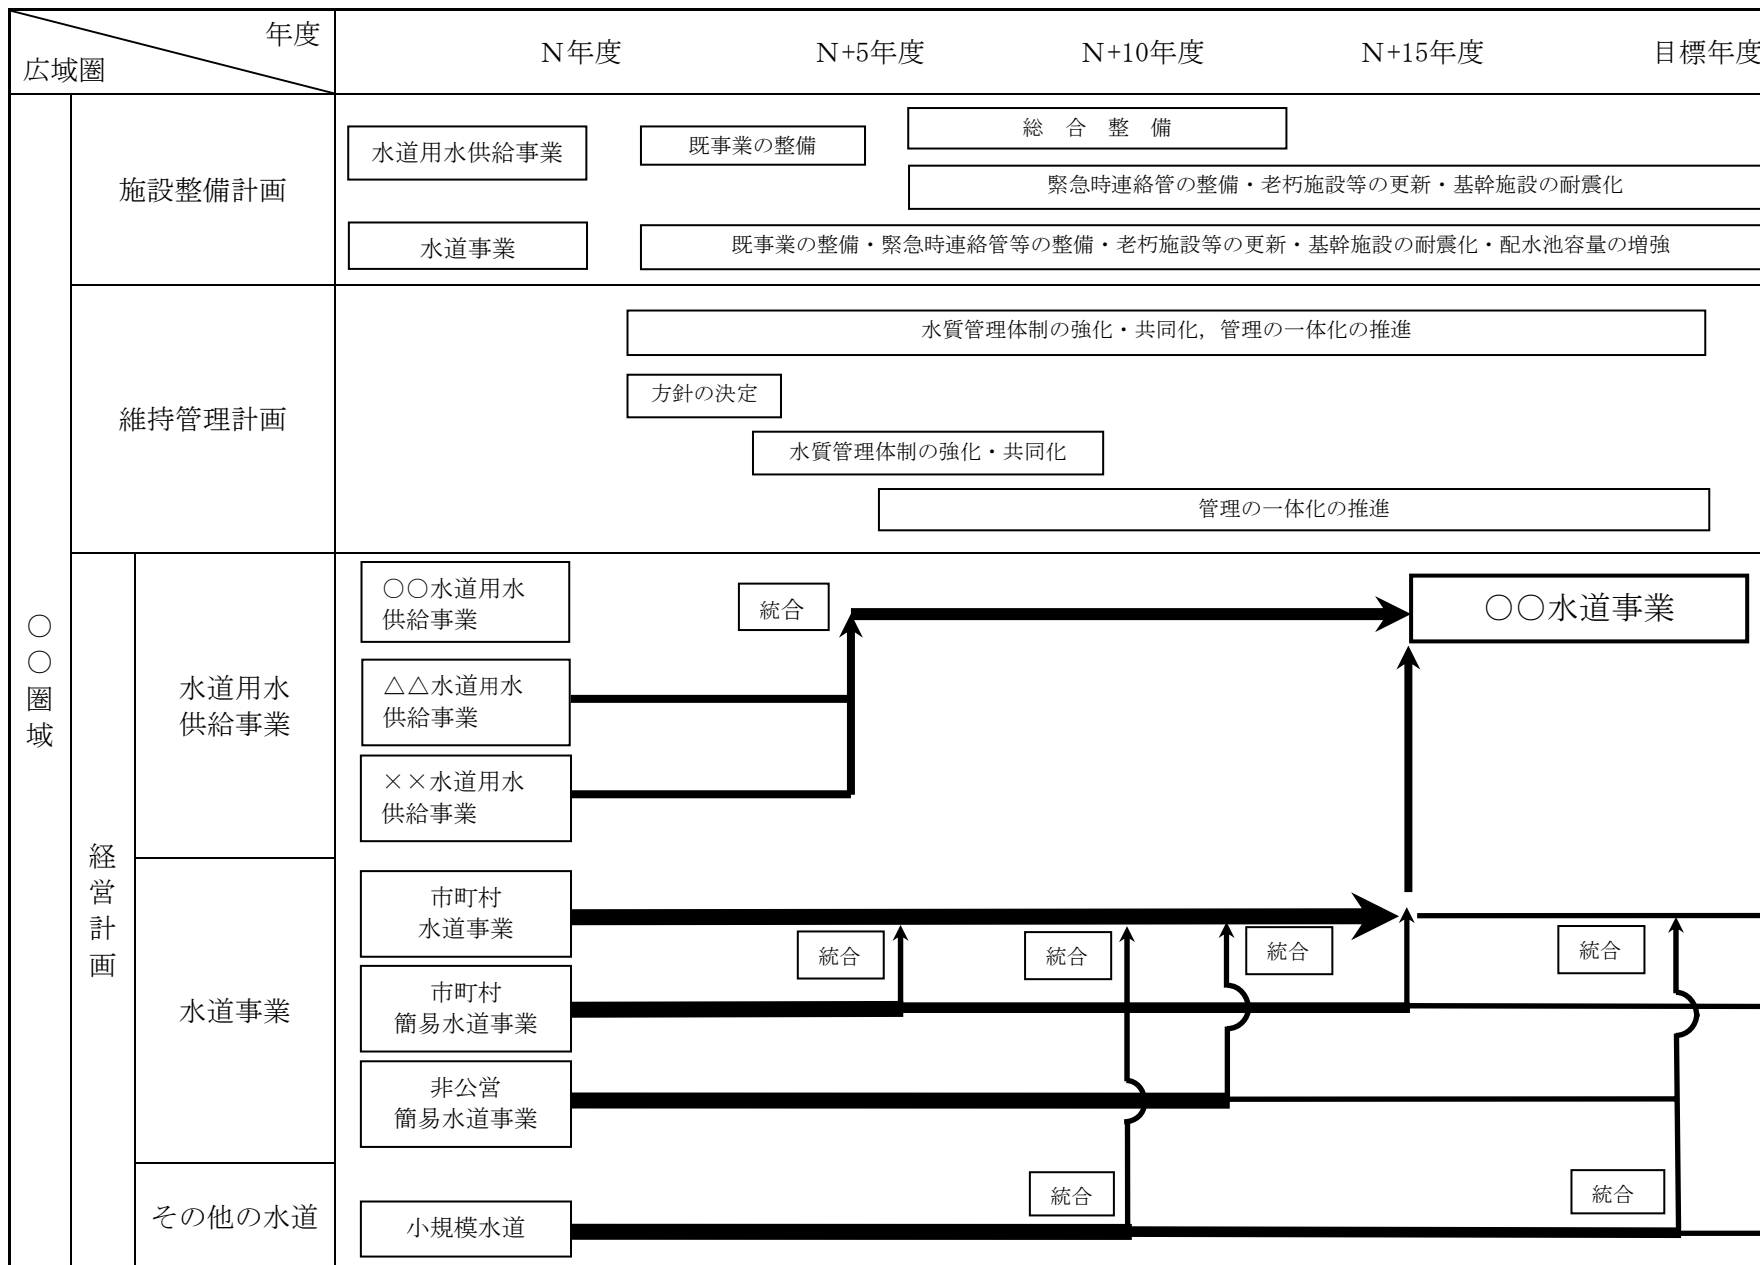 年度
広域圏
N年度 N+5年度 N+10年度 N+15年度 目標年度
○○圏域
施設整備計画
水道用水供給事業
既事業の整備
総 合 整 備
緊急時連絡管の整備・老朽施設等の更新・基幹施設の耐震化
水道事業
既事業の整備・緊急時連絡管等の整備・老朽施設等の更新・基幹施設の耐震化・配水池容量の増強
維持管理計画
水質管理体制の強化・共同化，管理の一体化の推進
方針の決定
水質管理体制の強化・共同化
管理の一体化の推進
経営計画
水道用水
供給事業
○○水道用水
供給事業
統合
○○水道事業
△△水道用水
供給事業
××水道用水
供給事業
水道事業
市町村
水道事業
統合
統合
統合
統合
市町村
簡易水道事業
非公営
簡易水道事業
その他の水道
小規模水道
統合
統合